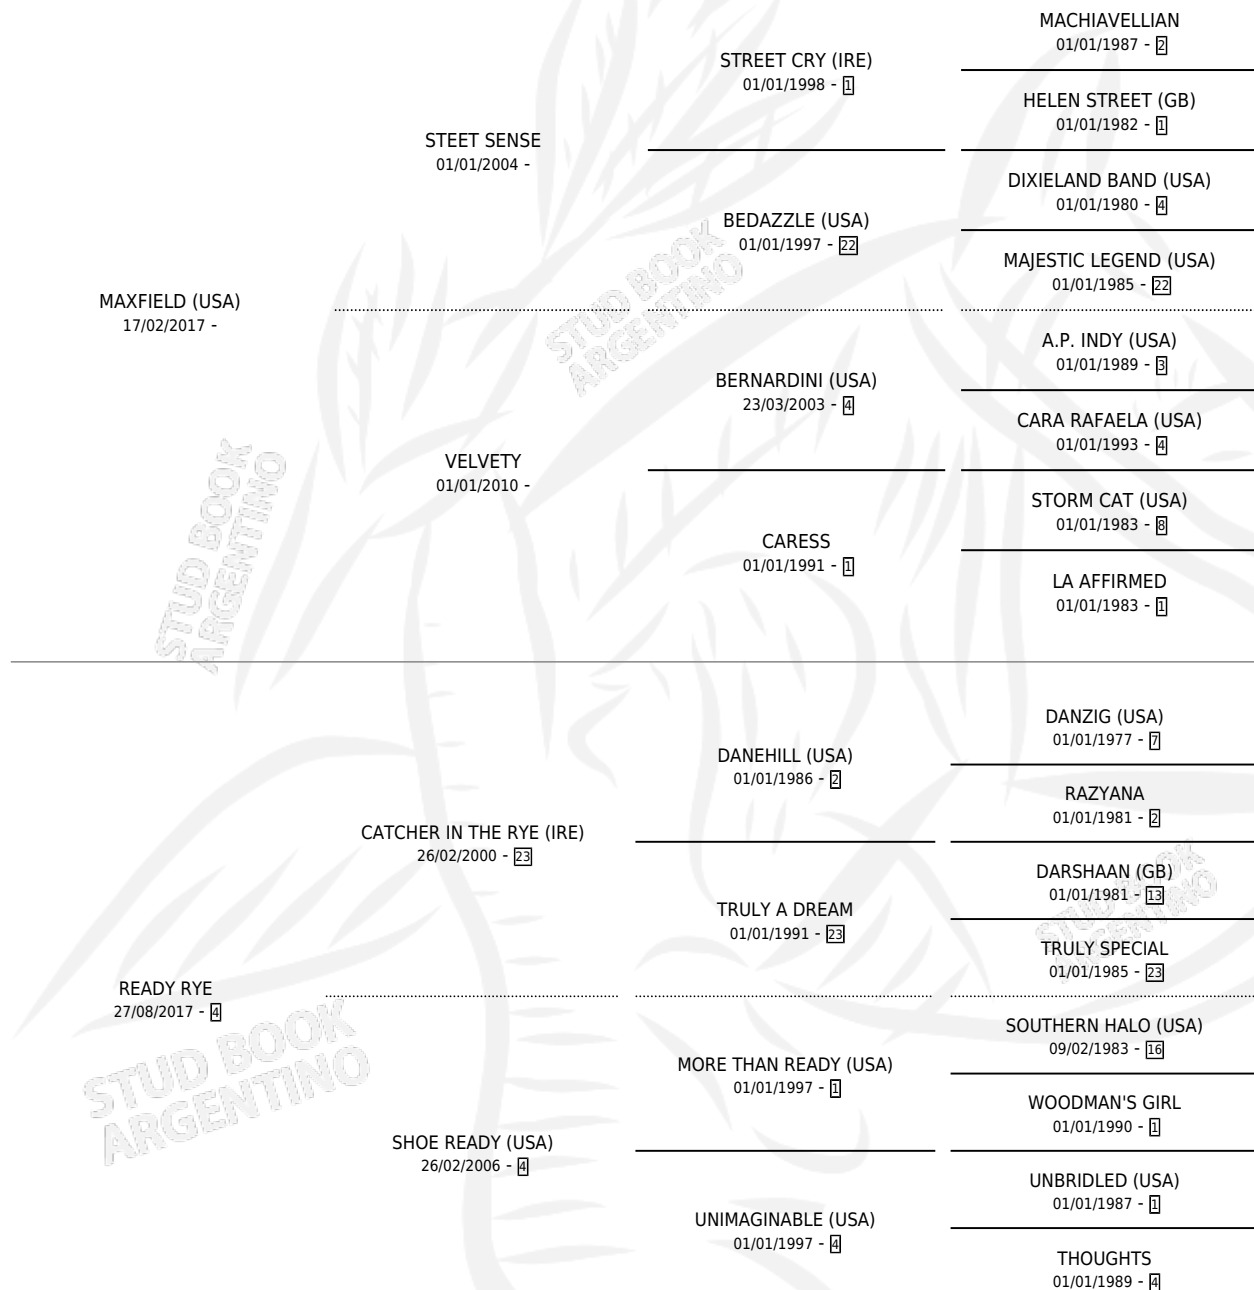 MACHIAVELLIAN
01/01/1987 - 2
STREET CRY (IRE)
01/01/1998 - 1
HELEN STREET (GB)
01/01/1982 - 1
STEET SENSE
01/01/2004 -
DIXIELAND BAND (USA)
01/01/1980 - 4
BEDAZZLE (USA)
01/01/1997 - 22
MAJESTIC LEGEND (USA)
01/01/1985 - 22
MAXFIELD (USA)
17/02/2017 -
A.P. INDY (USA)
01/01/1989 - 3
BERNARDINI (USA)
23/03/2003 - 4
CARA RAFAELA (USA)
01/01/1993 - 4
VELVETY
01/01/2010 -
STORM CAT (USA)
01/01/1983 - 8
CARESS
01/01/1991 - 1
LA AFFIRMED
01/01/1983 - 1
DANZIG (USA)
01/01/1977 - 7
DANEHILL (USA)
01/01/1986 - 2
RAZYANA
01/01/1981 - 2
CATCHER IN THE RYE (IRE)
26/02/2000 - 23
DARSHAAN (GB)
01/01/1981 - 13
TRULY A DREAM
01/01/1991 - 23
TRULY SPECIAL
01/01/1985 - 23
READY RYE
27/08/2017 - 4
SOUTHERN HALO (USA)
09/02/1983 - 16
MORE THAN READY (USA)
01/01/1997 - 1
WOODMAN'S GIRL
01/01/1990 - 1
SHOE READY (USA)
26/02/2006 - 4
UNBRIDLED (USA)
01/01/1987 - 1
UNIMAGINABLE (USA)
01/01/1997 - 4
THOUGHTS
01/01/1989 - 4
STUD BOOK
ARGENTINO
STUD BOOK
ARGENTINO
STUD BOOK
ARGENTINO
STUD BOOK
ARGENTINO